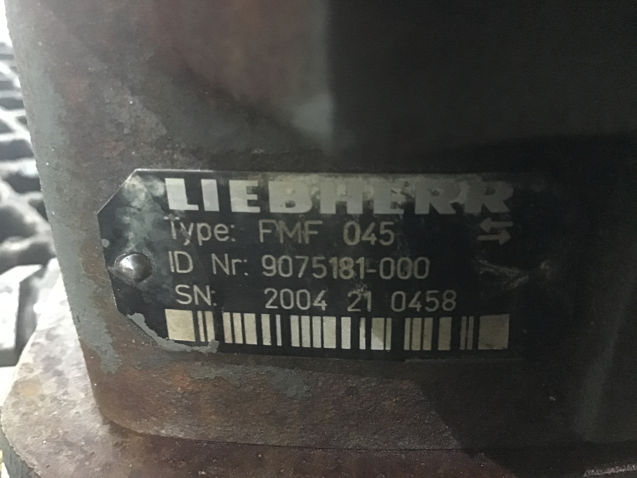 LIEBHERR
Type: FMF 045
ID Nr: 9075181-000
SN: 2004 21 0458